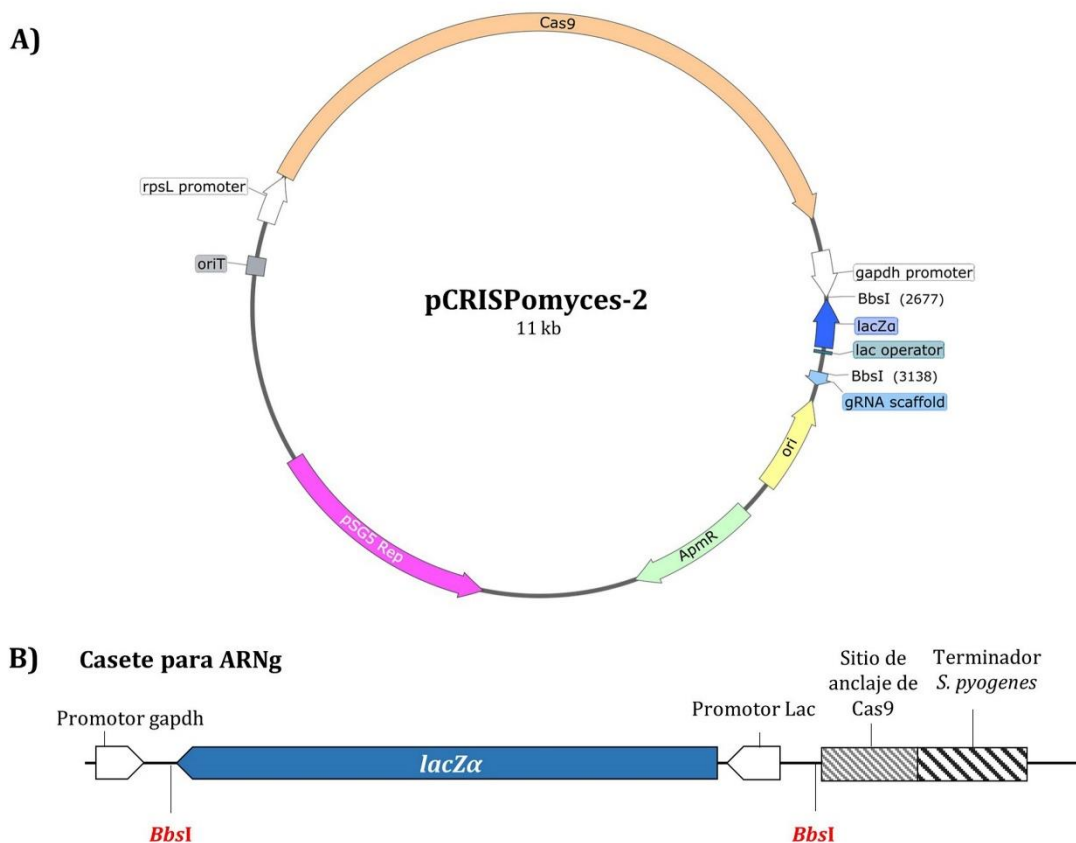 A)
Cas9
rpsL promoter
oriT
pCRISPomyces-2
11 kb
gapdh promoter
BbsI (2677)
lacZα
lac operator
BbsI (3138)
gRNA scaffold
ori
ApmR
pSG5 Rep
B) Casete para ARNg
Sitio de
anclaje de
Cas9
Terminador
S. pyogenes
Promotor gapdh
Promotor Lac
lacZα
BbsI
BbsI